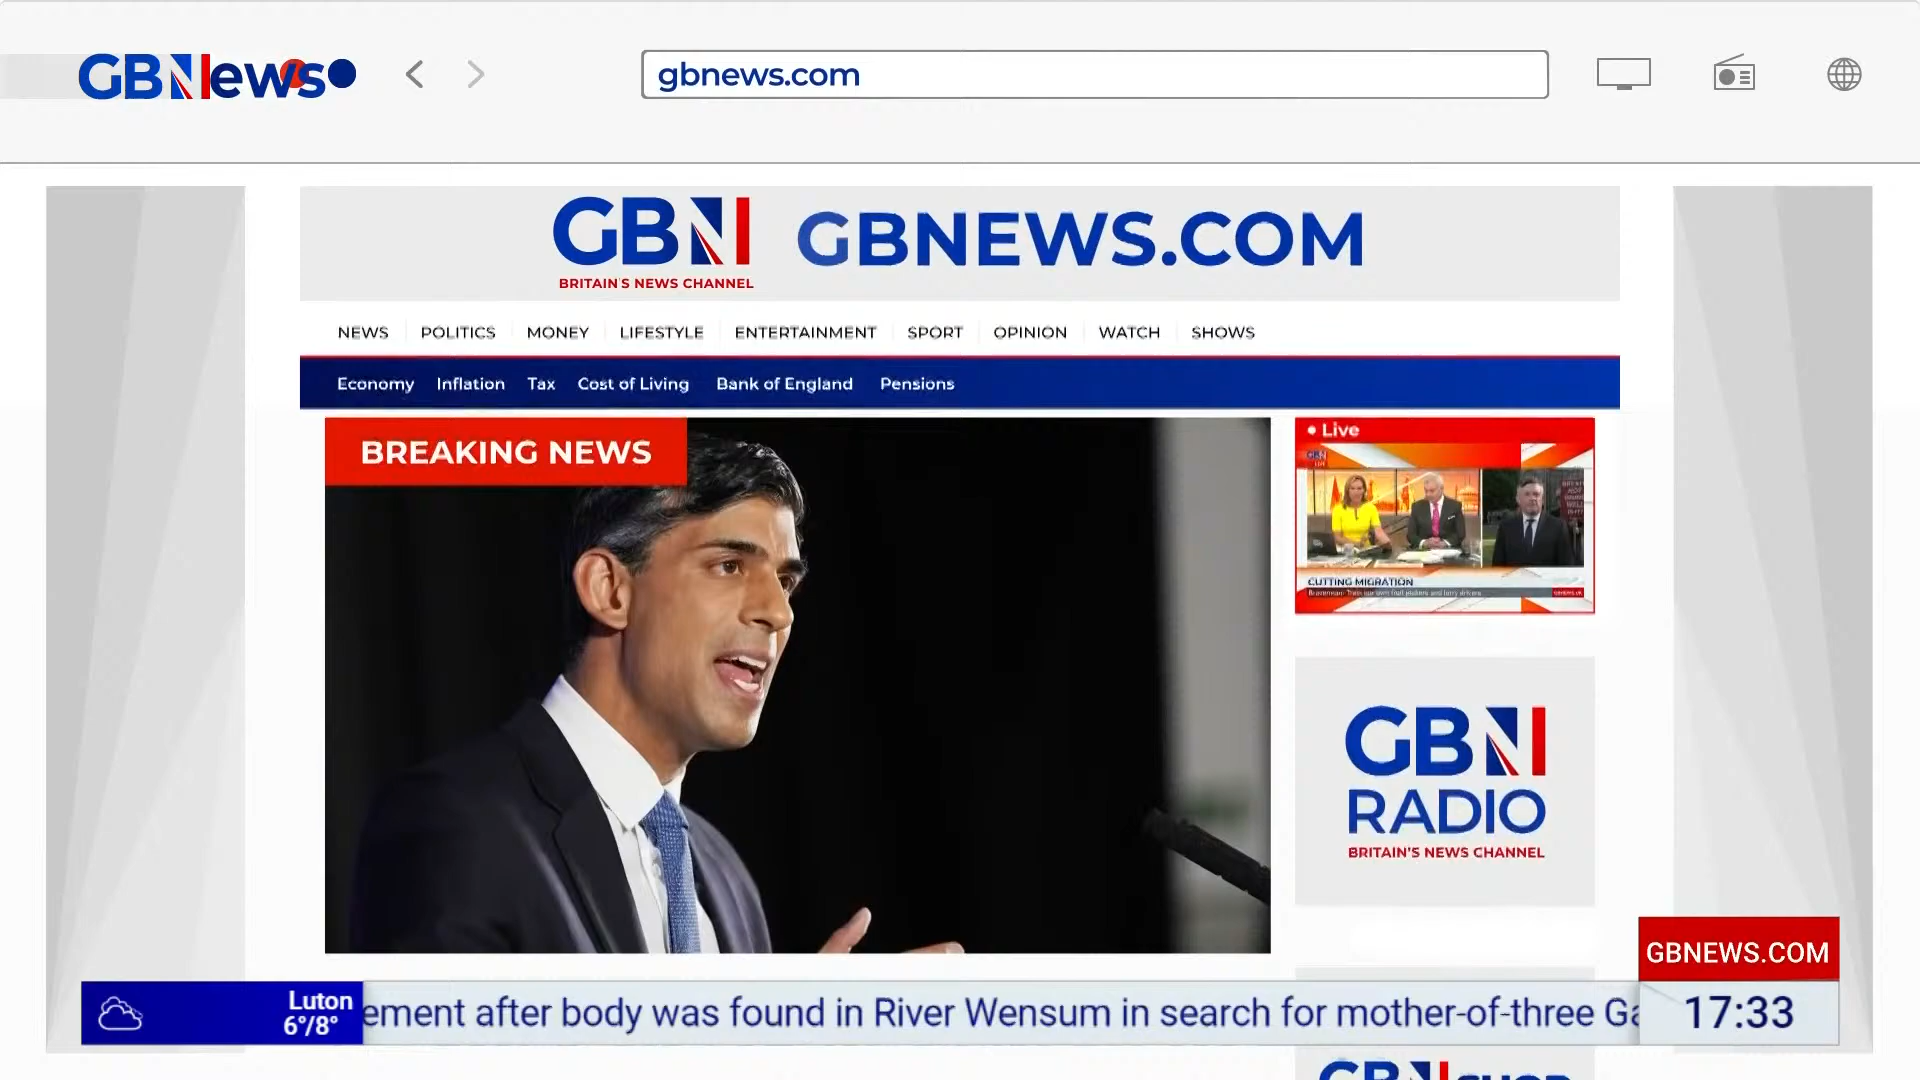 GBNews
gbnews.com
GBN
BRITAIN'S NEWS CHANNEL
GBNEWS.COM
NEWS POLITICS MONEY LIFESTYLE ENTERTAINMENT SPORT OPINION WATCH SHOWS
Economy Inflation Tax Cost of Living Bank of England Pensions
BREAKING NEWS
Live
GBN
LIVE
CUTTING MIGRATION
GBN
RADIO
BRITAIN'S NEWS CHANNEL
GBNEWS.COM
Luton
6°/8°
ement after body was found in River Wensum in search for mother-of-three Ga
17:33